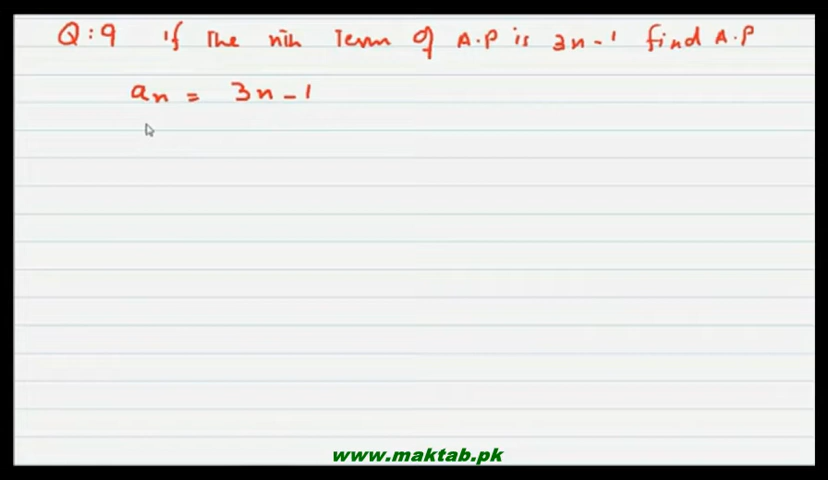 Q:9 If The nth Term of A.P is 3n-1 find A.P
an = 3n-1
www.maktab.pk